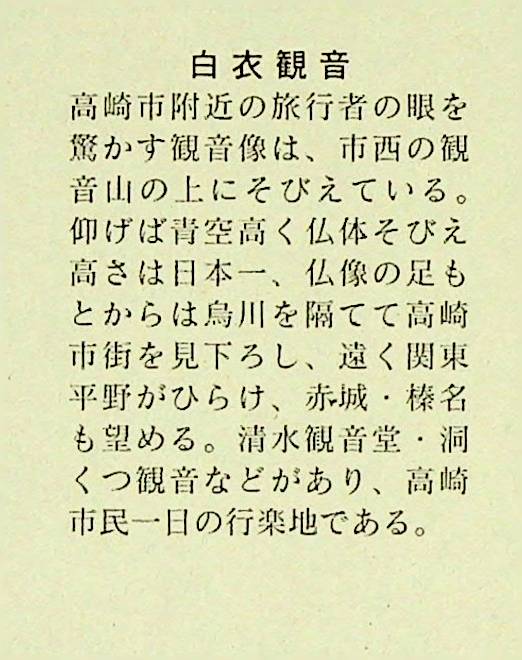 白衣観音
高崎市附近の旅行者の眼を
驚かす観音像は、市西の観
音山の上にそびえている。
仰げば青空高く仏体そびえ
高さは日本一、仏像の足も
とからは烏川を隔てて高崎
市街を見下ろし、遠く関東
平野がひらけ、赤城・榛名
も望める。清水観音堂・洞
くつ観音などがあり、高崎
市民一日の行楽地である。